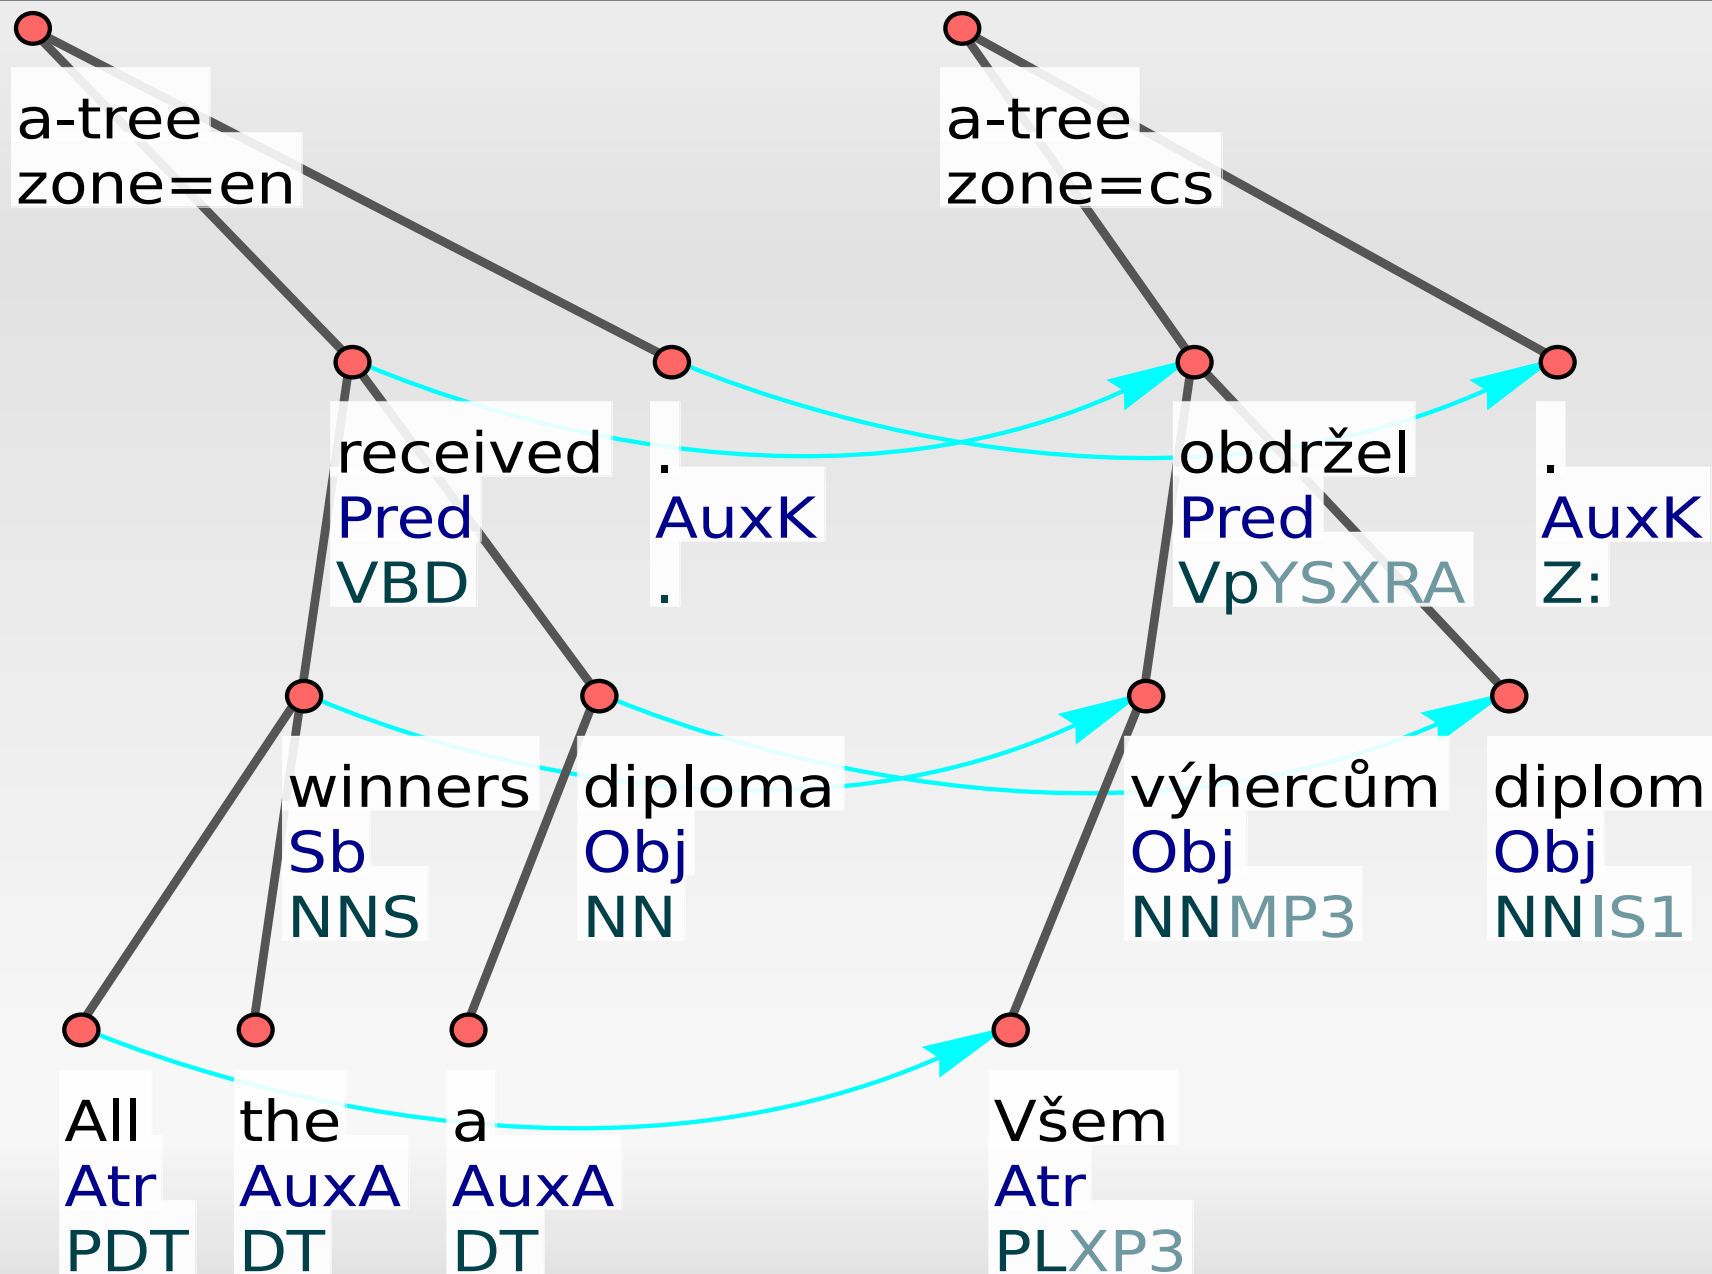 a-tree
zone=en
a-tree
zone=cs
received
Pred
VBD
.
AuxK
.
obdržel
Pred
VpYSXRA
.
AuxK
Z:
winners
Sb
NNS
diploma
Obj
NN
výhercům
Obj
NNMP3
diplom
Obj
NNIS1
All
Atr
PDT
the
AuxA
DT
a
AuxA
DT
Všem
Atr
PLXP3